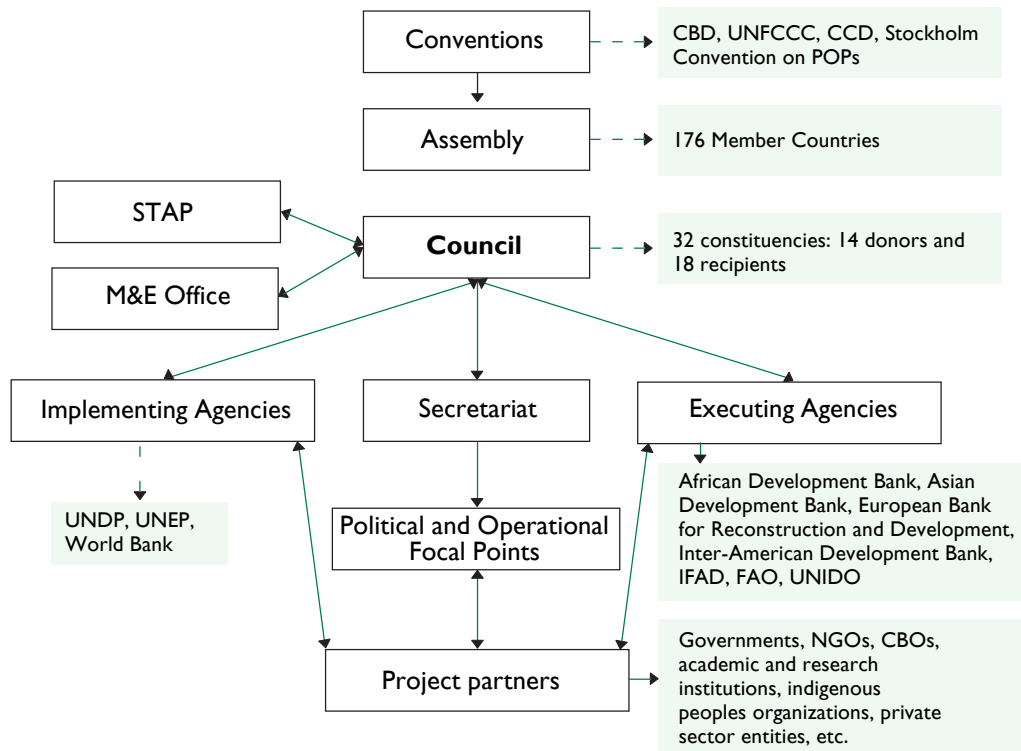 Conventions
CBD, UNFCCC, CCD, Stockholm
Convention on POPs
Assembly
176 Member Countries
STAP
Council
32 constituencies: 14 donors and
18 recipients
M&E Office
Implementing Agencies
Secretariat
Executing Agencies
UNDP, UNEP,
World Bank
Political and Operational
Focal Points
African Development Bank, Asian
Development Bank, European Bank
for Reconstruction and Development,
Inter-American Development Bank,
IFAD, FAO, UNIDO
Project partners
Governments, NGOs, CBOs,
academic and research
institutions, indigenous
peoples organizations, private
sector entities, etc.